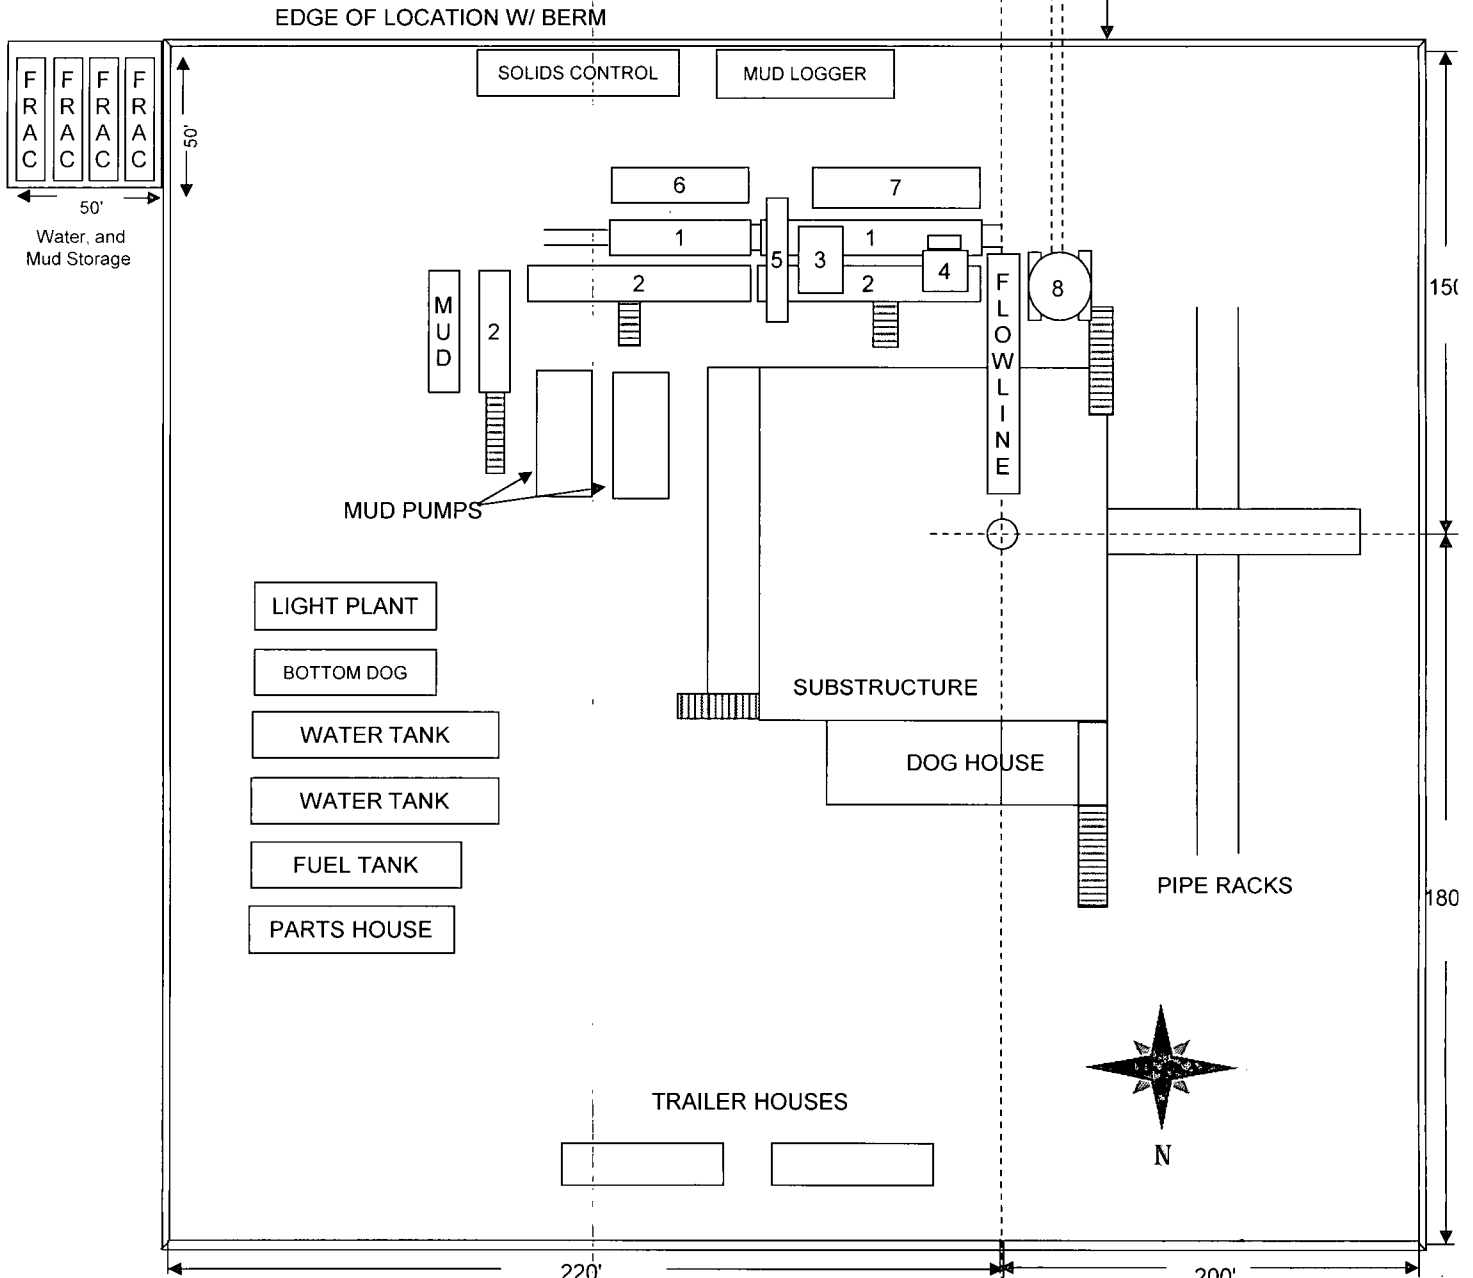 EDGE OF LOCATION W/ BERM
FRAC
FRAC
FRAC
FRAC
50'
50'
Water, and
Mud Storage
SOLIDS CONTROL
MUD LOGGER
6
7
1
1
5
3
4
2
2
8
MUD
2
FLOWLINE
150
MUD PUMPS
LIGHT PLANT
BOTTOM DOG
WATER TANK
WATER TANK
FUEL TANK
PARTS HOUSE
SUBSTRUCTURE
DOG HOUSE
PIPE RACKS
180
TRAILER HOUSES
N
220'
200'